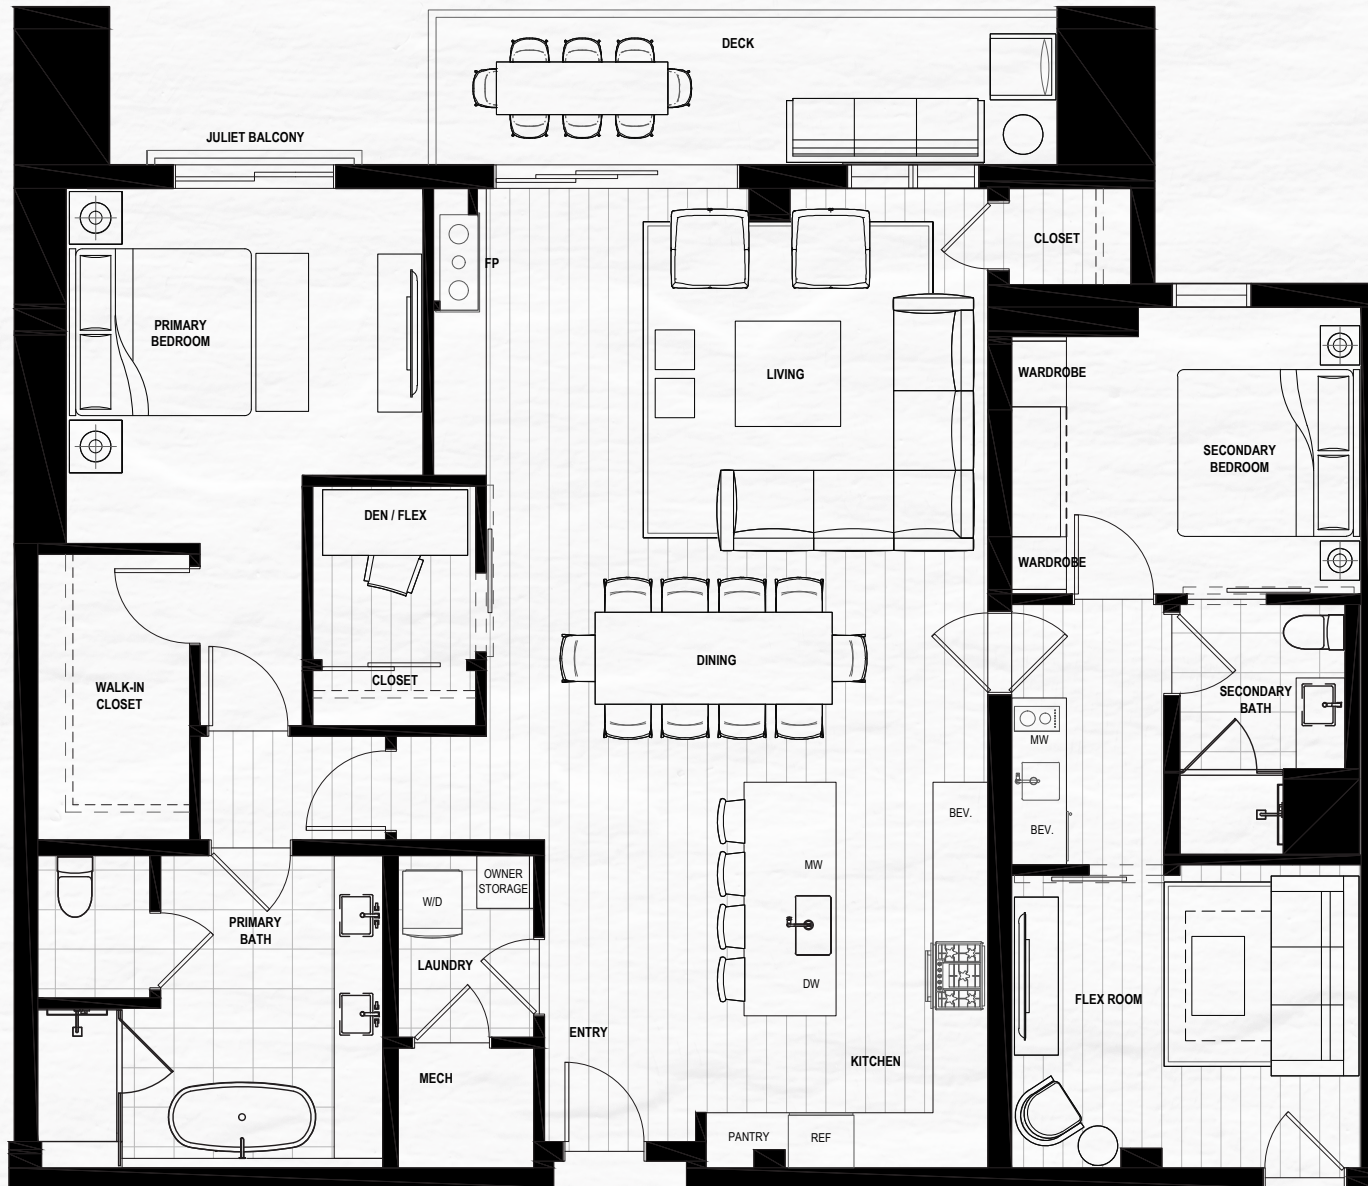 DECK
JULIET BALCONY
CLOSET
FP
PRIMARY
BEDROOM
LIVING
WARDROBE
SECONDARY
BEDROOM
DEN / FLEX
WARDROBE
DINING
CLOSET
WALK-IN
CLOSET
SECONDARY
BATH
MW
BEV.
BEV.
MW
OWNER
STORAGE
W/D
PRIMARY
BATH
LAUNDRY
DW
FLEX ROOM
ENTRY
KITCHEN
MECH
PANTRY
REF